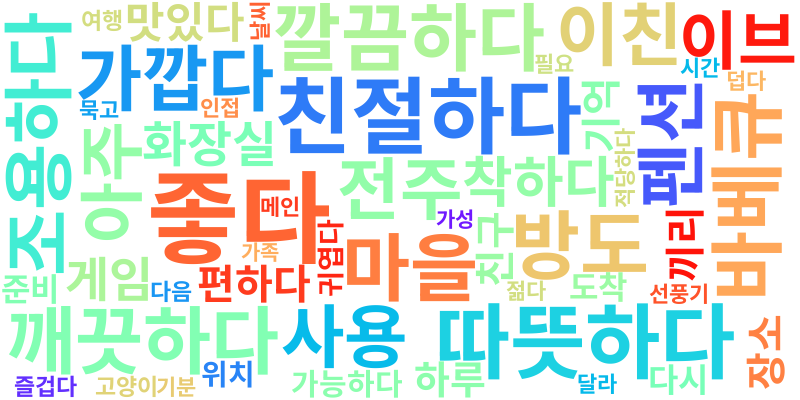 여행
맛있다
날씨
깔끔하다
이친
이브
조용하다
가깝다
묵고
인접
필요
시간
덥다
친절하다
기억
펜션
바베큐
아주
화장실
적당하다
전주
착하다
좋다
메인
가성
친구
방도
끼리
마을
귀엽다
가족
게임
편하다
준비
다음
젊다
도착
선풍기
깨끗하다
사용
따뜻하다
장소
즐겁다
고양이
기분
위치
가능하다
하루
달라
다시